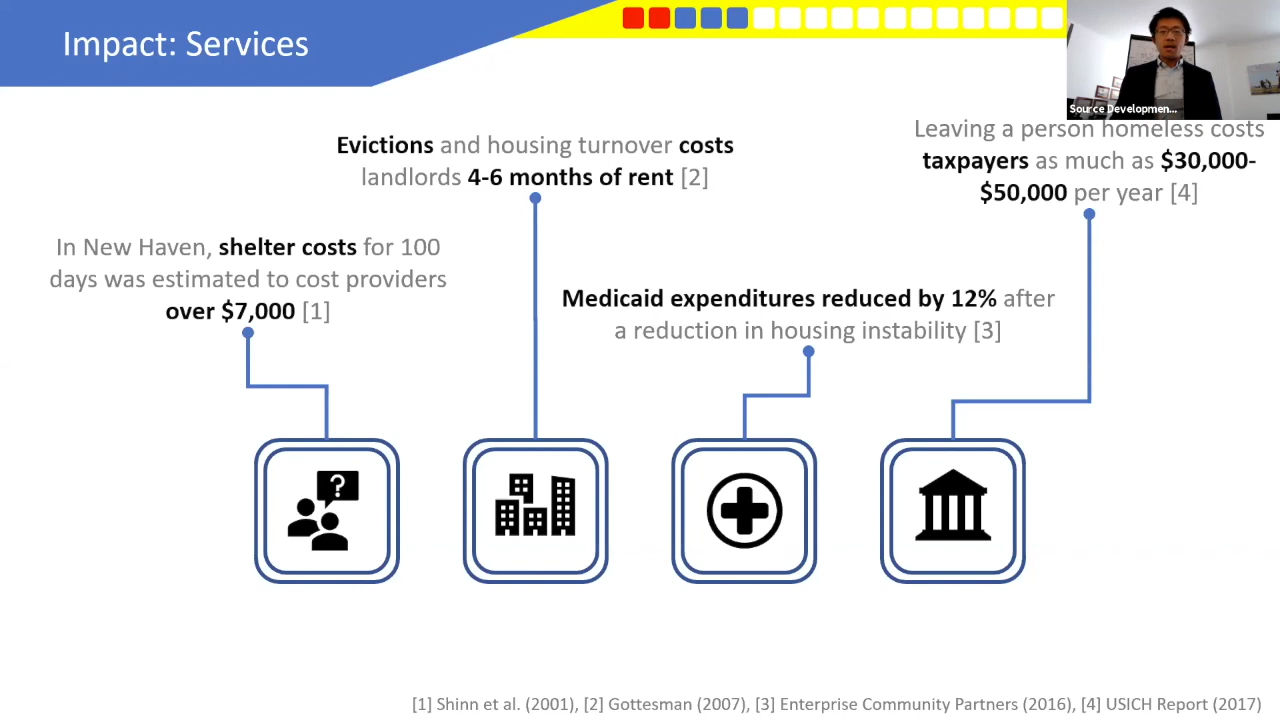 Impact: Services
Source Developmen...
Evictions and housing turnover costs
landlords 4-6 months of rent [2]
Leaving a person homeless costs
taxpayers as much as $30,000-
$50,000 per year [4]
In New Haven, shelter costs for 100
days was estimated to cost providers
over $7,000 [1]
Medicaid expenditures reduced by 12% after
a reduction in housing instability [3]
?
[1] Shinn et al. (2001), [2] Gottesman (2007), [3] Enterprise Community Partners (2016), [4] USICH Report (2017)